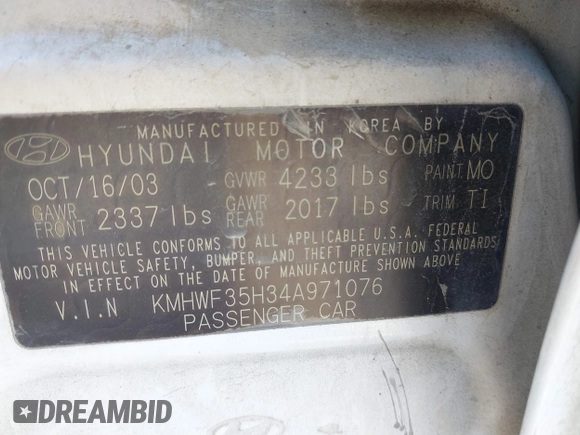 MANUFACTURED IN KOREA BY
HYUNDAI MOTOR COMPANY
OCT/16/03 GVWR 4233 lbs PAINT MO
GAWR FRONT 2337 lbs GAWR REAR 2017 lbs TRIM TI
THIS VEHICLE CONFORMS TO ALL APPLICABLE U.S.A. FEDERAL
MOTOR VEHICLE SAFETY, BUMPER, AND THEFT PREVENTION STANDARDS
IN EFFECT ON THE DATE OF MANUFACTURE SHOWN ABOVE.
V.I.N KMHWF35H34A971076
PASSENGER CAR
DREAMBID